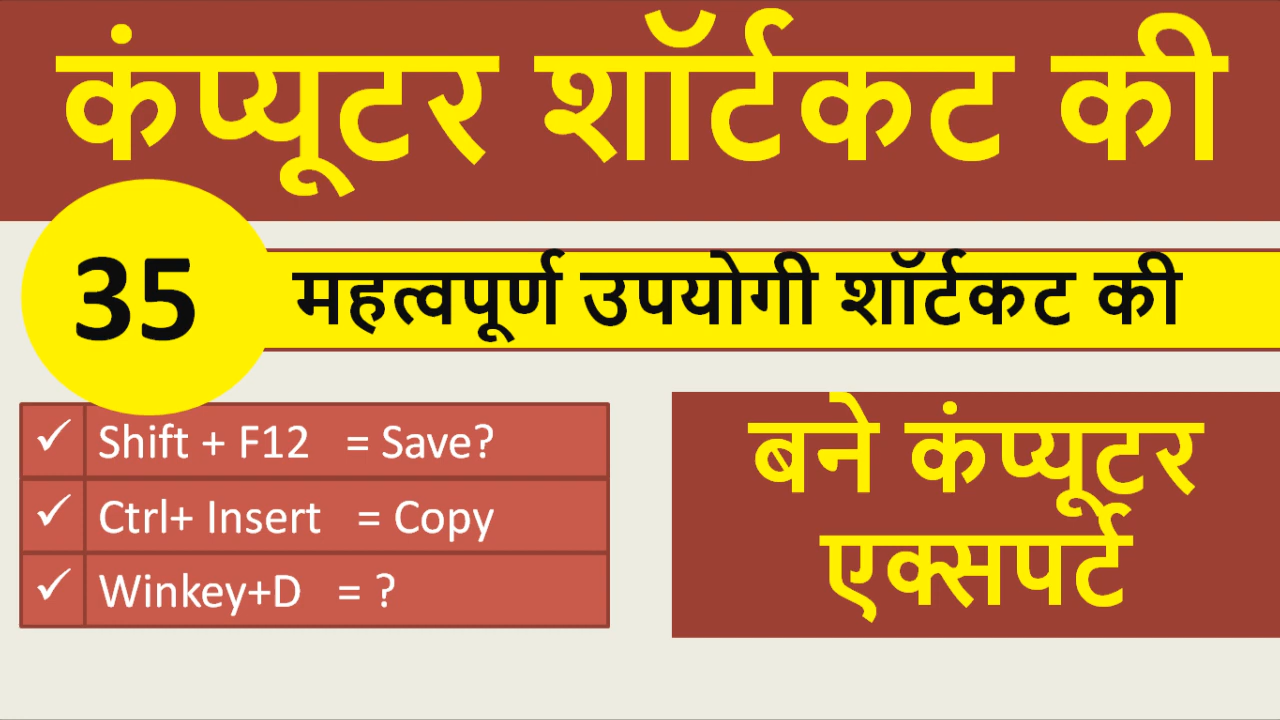 कंप्यूटर शॉर्टकट की
35
महत्वपूर्ण उपयोगी शॉर्टकट की
✓ Shift + F12 = Save?
✓ Ctrl+ Insert = Copy
✓ Winkey+D = ?
बने कंप्यूटर
एक्सपर्ट